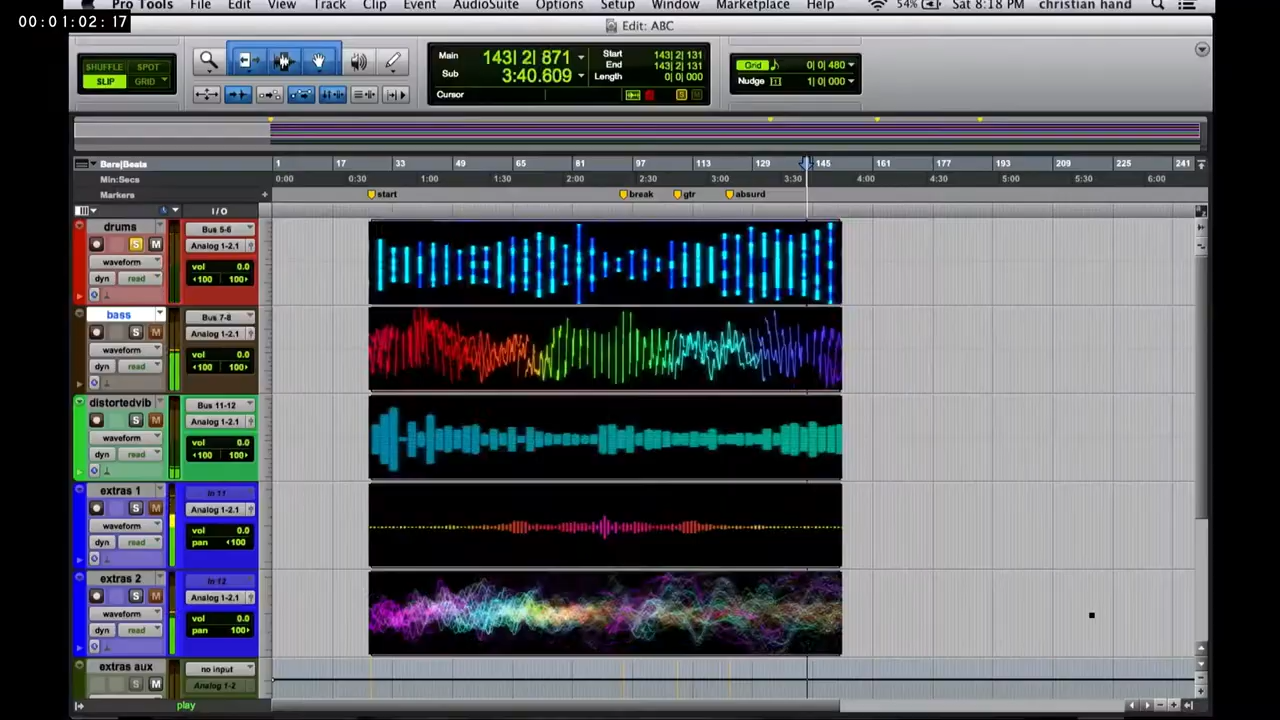 00:01:02:17
Pro Tools File Edit View Track Clip Event AudioSuite Options Setup Window Marketplace Help 54% Sat 8:18 PM christian hand
Edit: ABC
SHUFFLE SPOT
SLIP GRID
Main 143| 2| 871
Sub 3:40.609
Cursor
Start 143| 2| 131
End 143| 2| 131
Length 0| 0| 000
Grid 0| 0| 480
Nudge 1| 0| 000
Bars|Beats 1 17 33 49 65 81 97 113 129 145 161 177 193 209 225 241
Min:Secs 0:00 0:30 1:00 1:30 2:00 2:30 3:00 3:30 4:00 4:30 5:00 5:30 6:00
Markers start break gtr absurd
I/O
drums Bus 5-6
S M Analog 1-2.1
waveform vol 0.0
dyn read 100 100
bass Bus 7-8
S M Analog 1-2.1
waveform vol 0.0
dyn read 100 100
distortedvib Bus 11-12
S M Analog 1-2.1
waveform vol 0.0
dyn read 100 100
extras 1 In 11
S M Analog 1-2.1
waveform vol 0.0
dyn read pan 100
extras 2 In 12
S M Analog 1-2.1
waveform vol 0.0
dyn read pan 100
extras aux no input
S M Analog 1-2
play